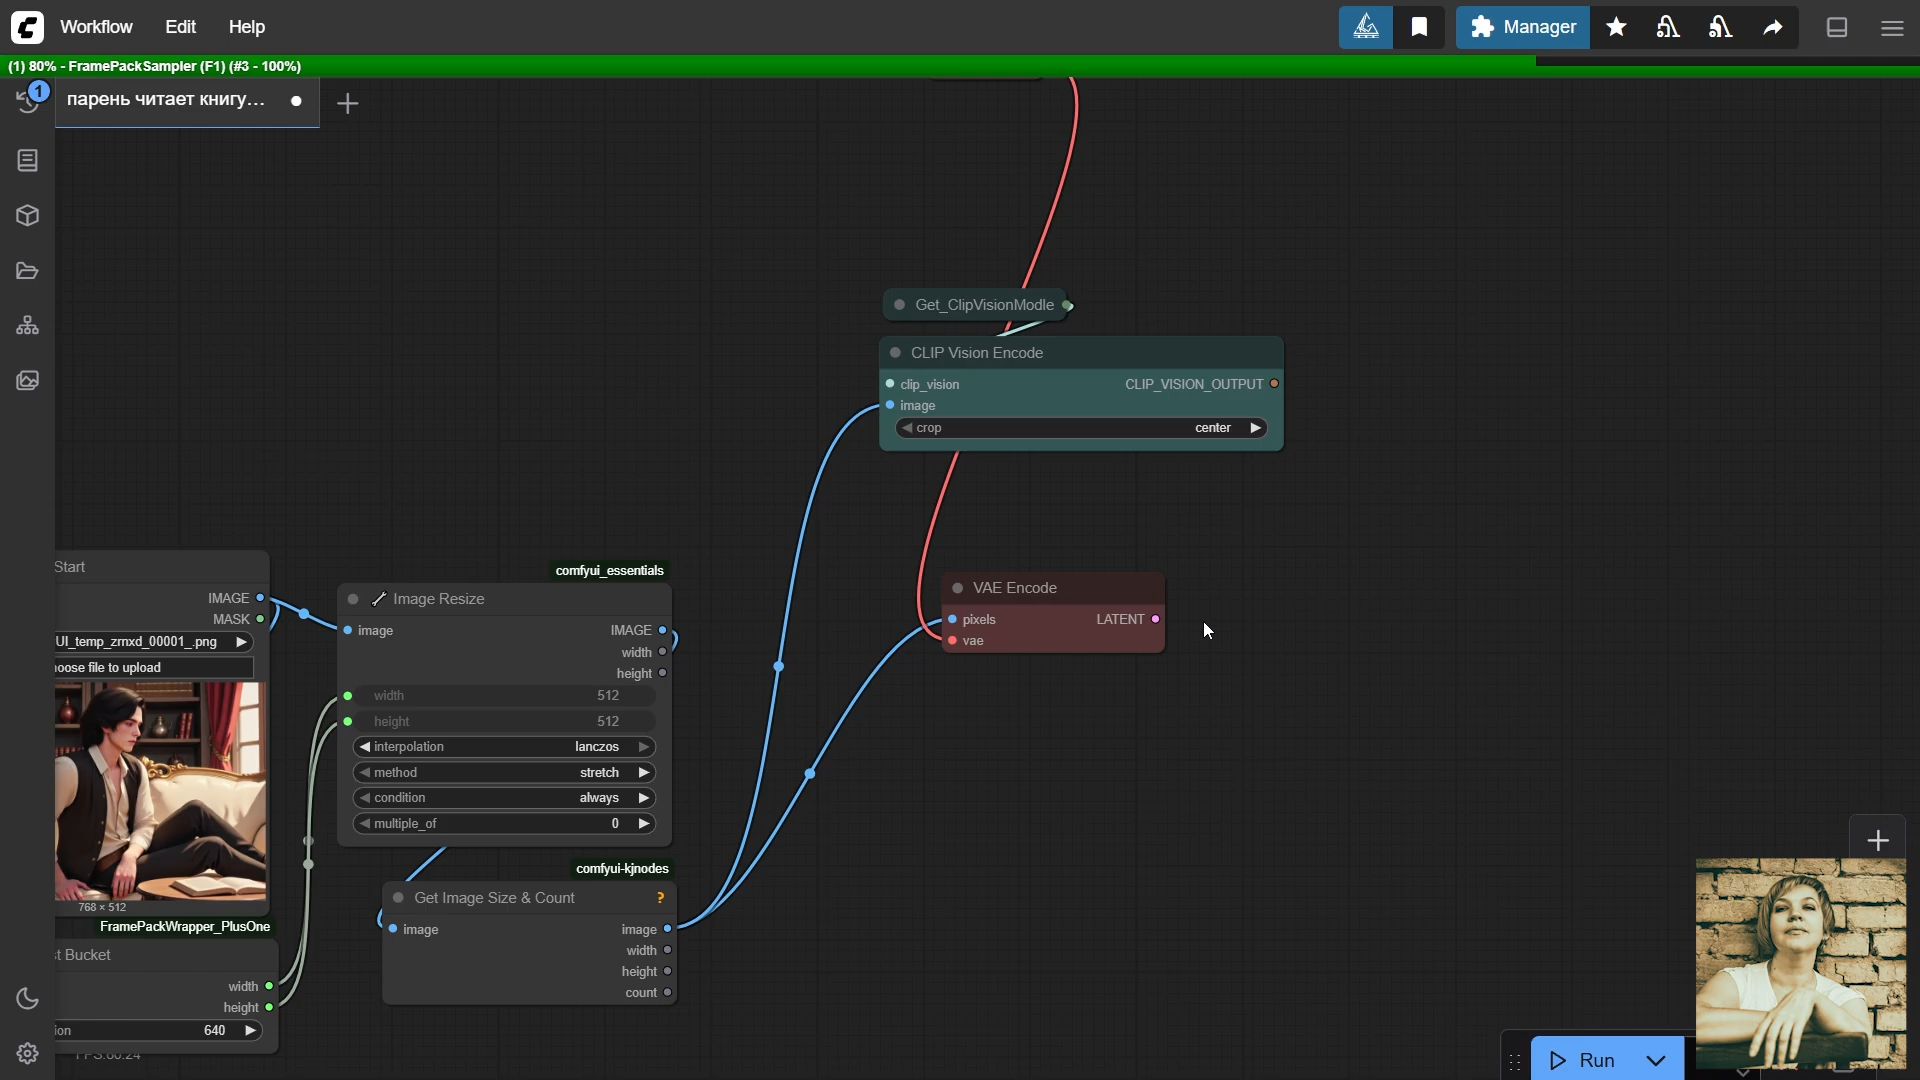 Workflow
Edit
Help
Manager
(1) 80% - FramePackSampler (F1) (#3 - 100%)
1
парень читает книгу...
Get_ClipVisionModle
CLIP Vision Encode
clip_vision
CLIP_VISION_OUTPUT
image
crop
center
VAE Encode
pixels
LATENT
vae
Start
IMAGE
MASK
UI_temp_zmxd_00001_.png
oose file to upload
768 × 512
comfyui_essentials
Image Resize
image
IMAGE
width
height
width
512
height
512
interpolation
lanczos
method
stretch
condition
always
multiple_of
0
FramePackWrapper_PlusOne
st Bucket
width
height
ion
640
comfyui-kjnodes
Get Image Size & Count
?
image
image
width
height
count
Run